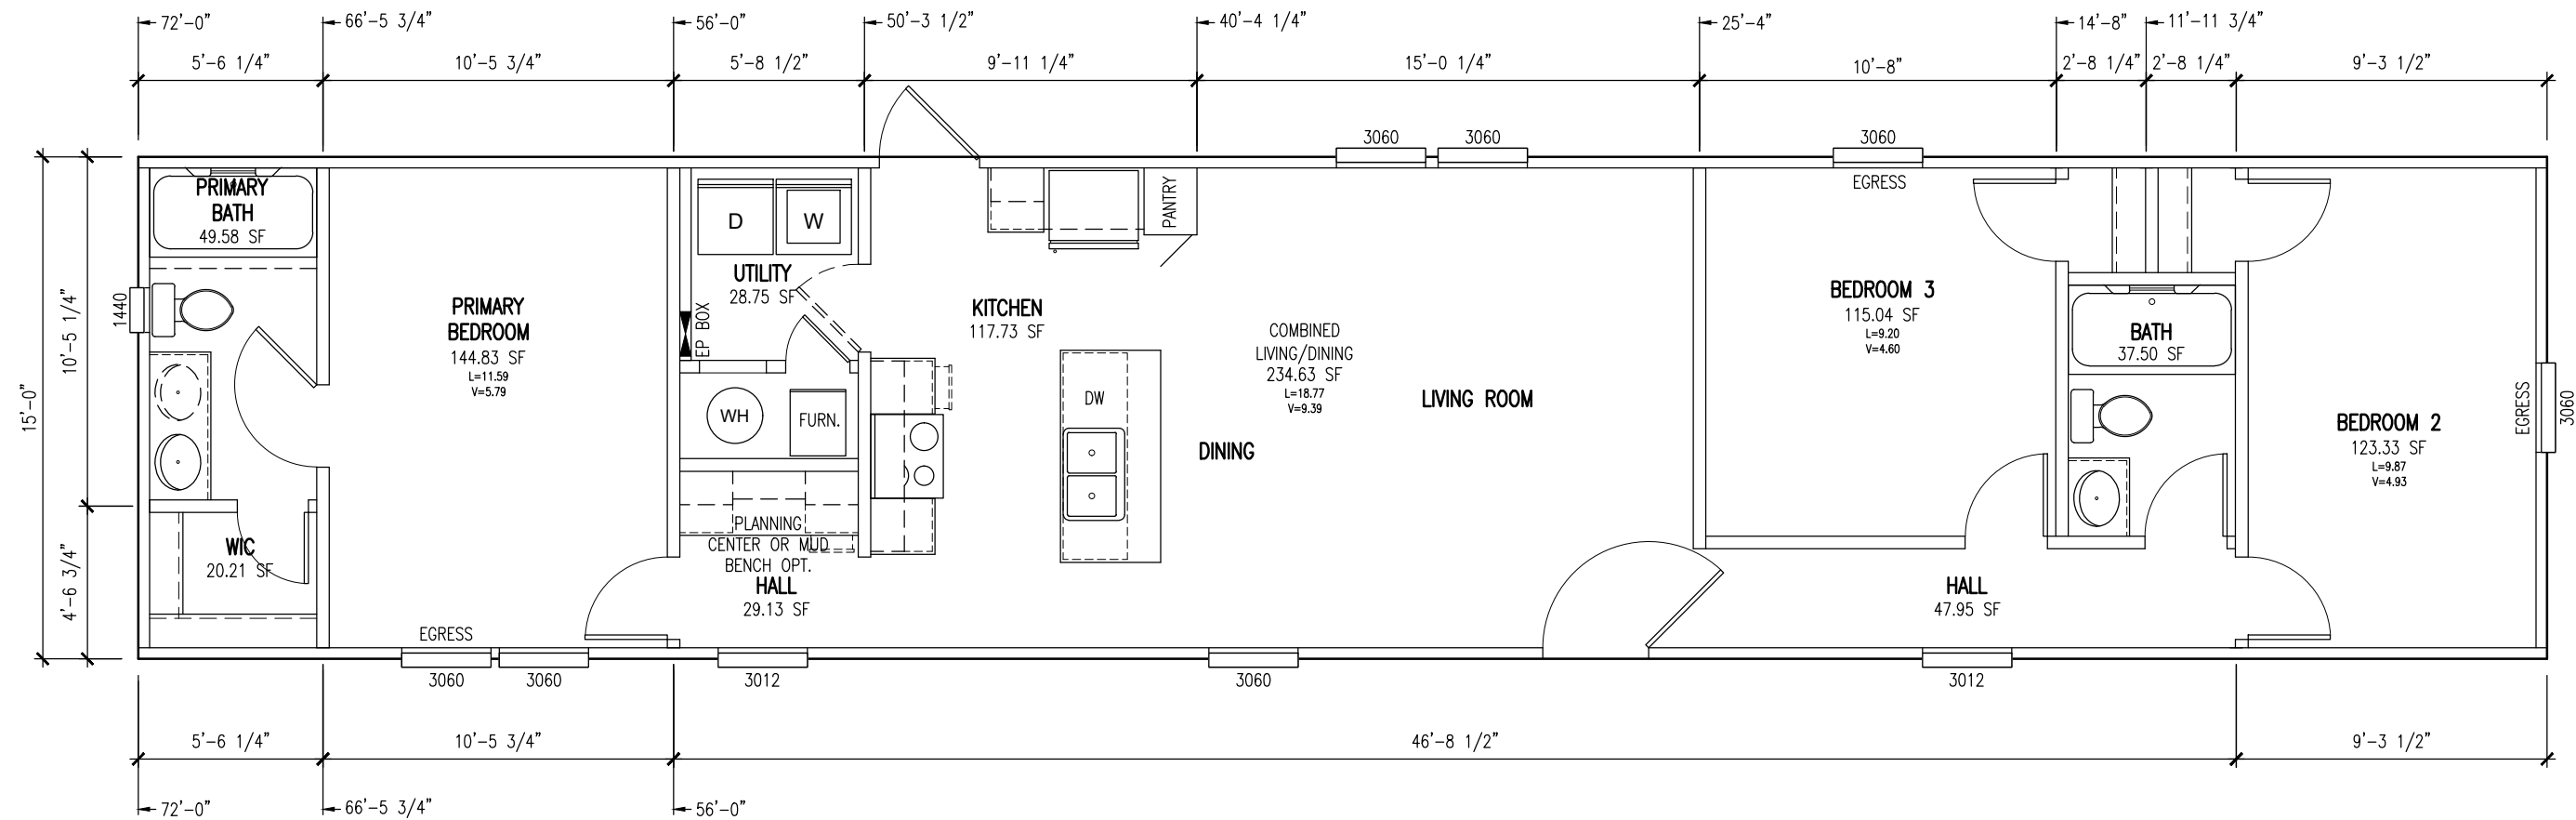 72'-0"
66'-5 3/4"
56'-0"
50'-3 1/2"
40'-4 1/4"
25'-4"
14'-8"
11'-11 3/4"
5'-6 1/4"
10'-5 3/4"
5'-8 1/2"
9'-11 1/4"
15'-0 1/4"
10'-8"
2'-8 1/4"
2'-8 1/4"
9'-3 1/2"
3060
3060
3060
EGRESS
PRIMARY
BATH
49.58 SF
D
W
PANTRY
UTILITY
28.75 SF
EP BOX
1440
PRIMARY
BEDROOM
144.83 SF
L=11.59
V=5.79
KITCHEN
117.73 SF
COMBINED
LIVING/DINING
234.63 SF
L=18.77
V=9.39
BEDROOM 3
115.04 SF
L=9.20
V=4.60
BATH
37.50 SF
10'-5 1/4"
15'-0"
WH
FURN.
DW
LIVING ROOM
DINING
BEDROOM 2
123.33 SF
L=9.87
V=4.93
EGRESS
3060
PLANNING
CENTER OR MUD
BENCH OPT.
HALL
29.13 SF
WIC
20.21 SF
4'-6 3/4"
HALL
47.95 SF
EGRESS
3060
3060
3012
3060
3012
5'-6 1/4"
10'-5 3/4"
46'-8 1/2"
9'-3 1/2"
72'-0"
66'-5 3/4"
56'-0"